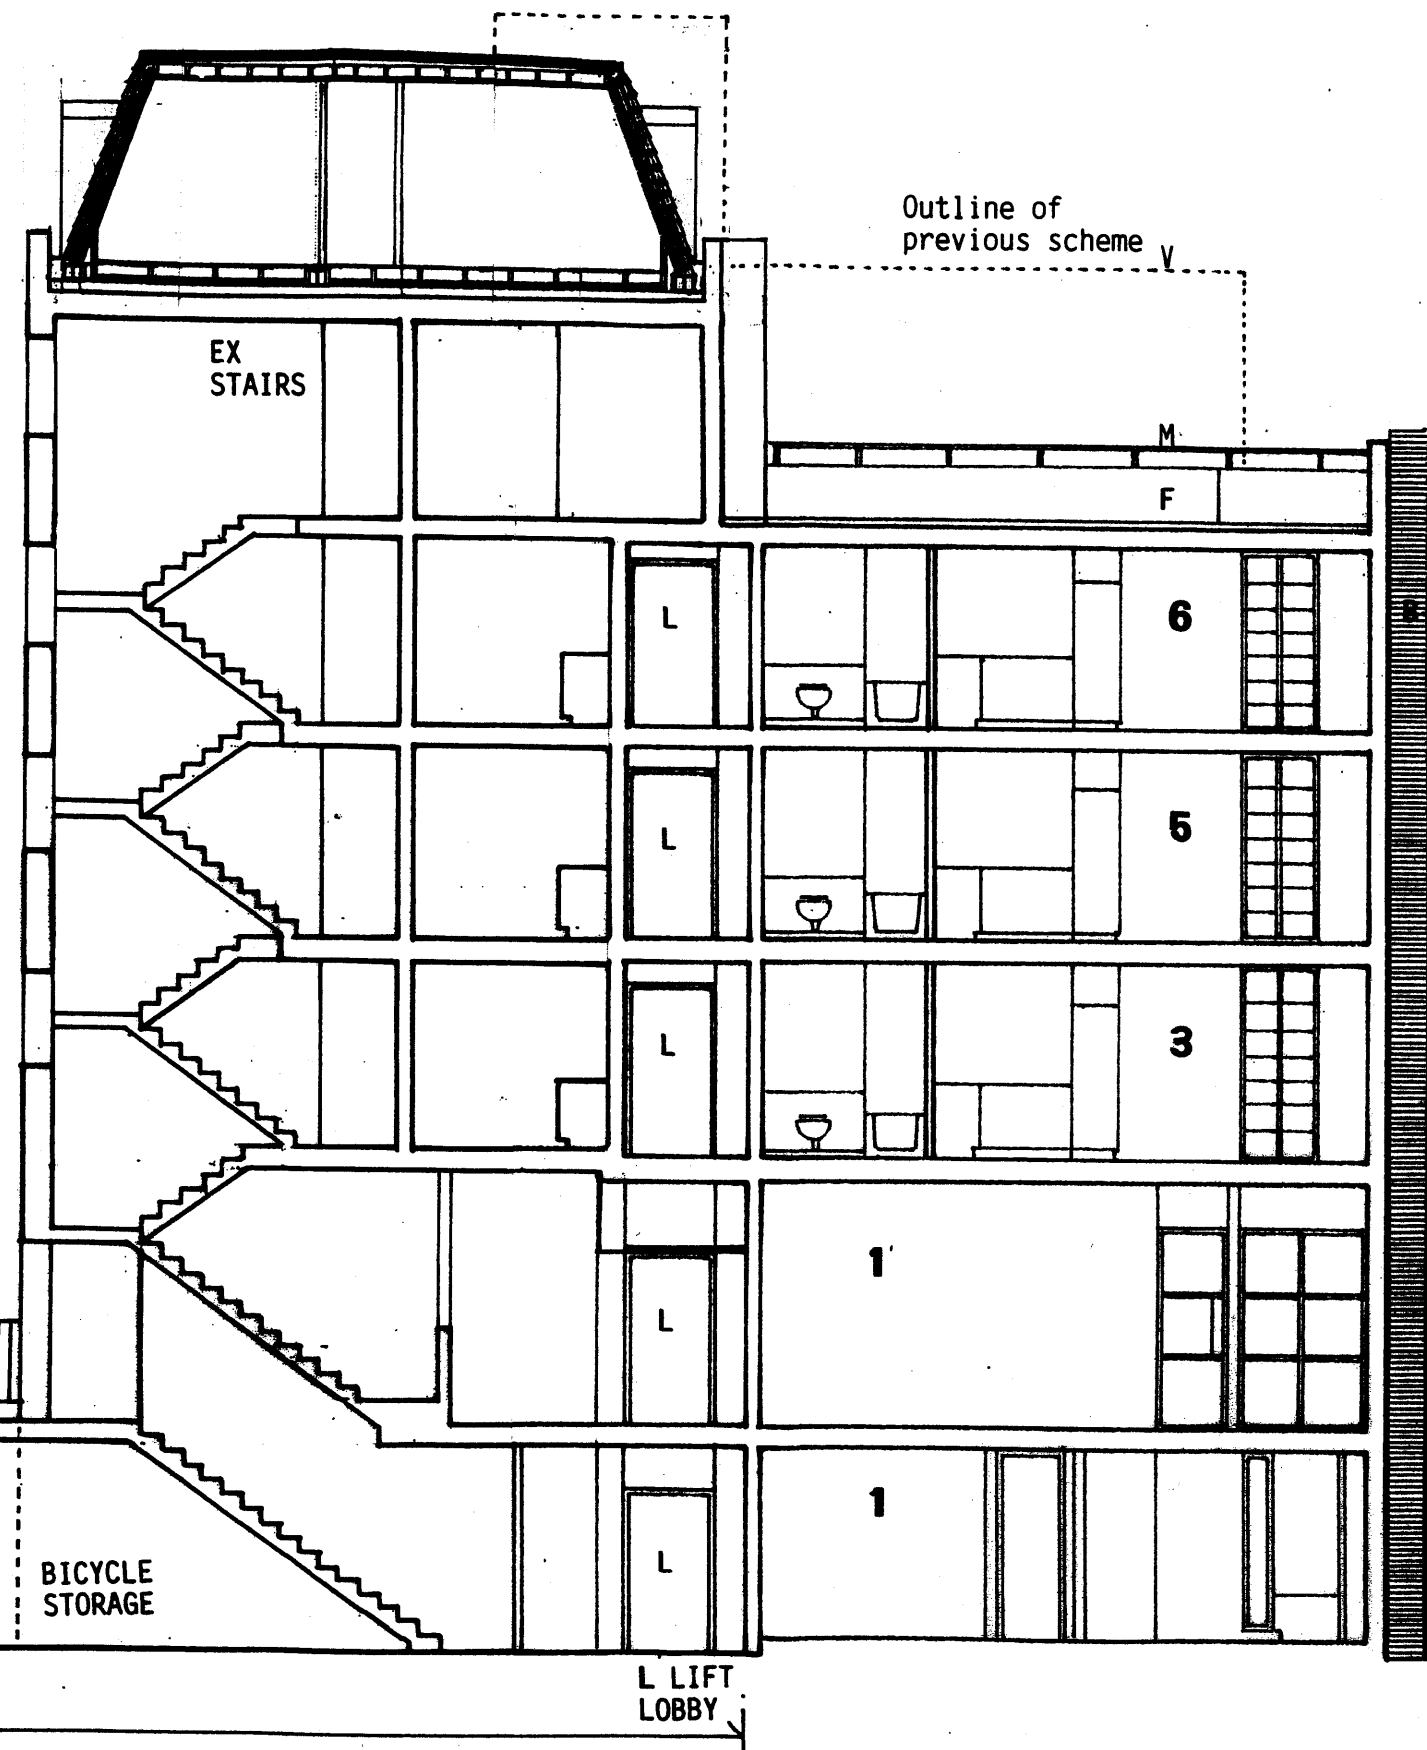 Outline of
previous scheme V
EX
STAIRS
M
F
L
6
B
L
5
L
3
1
L
1
L
BICYCLE
STORAGE
L LIFT
LOBBY